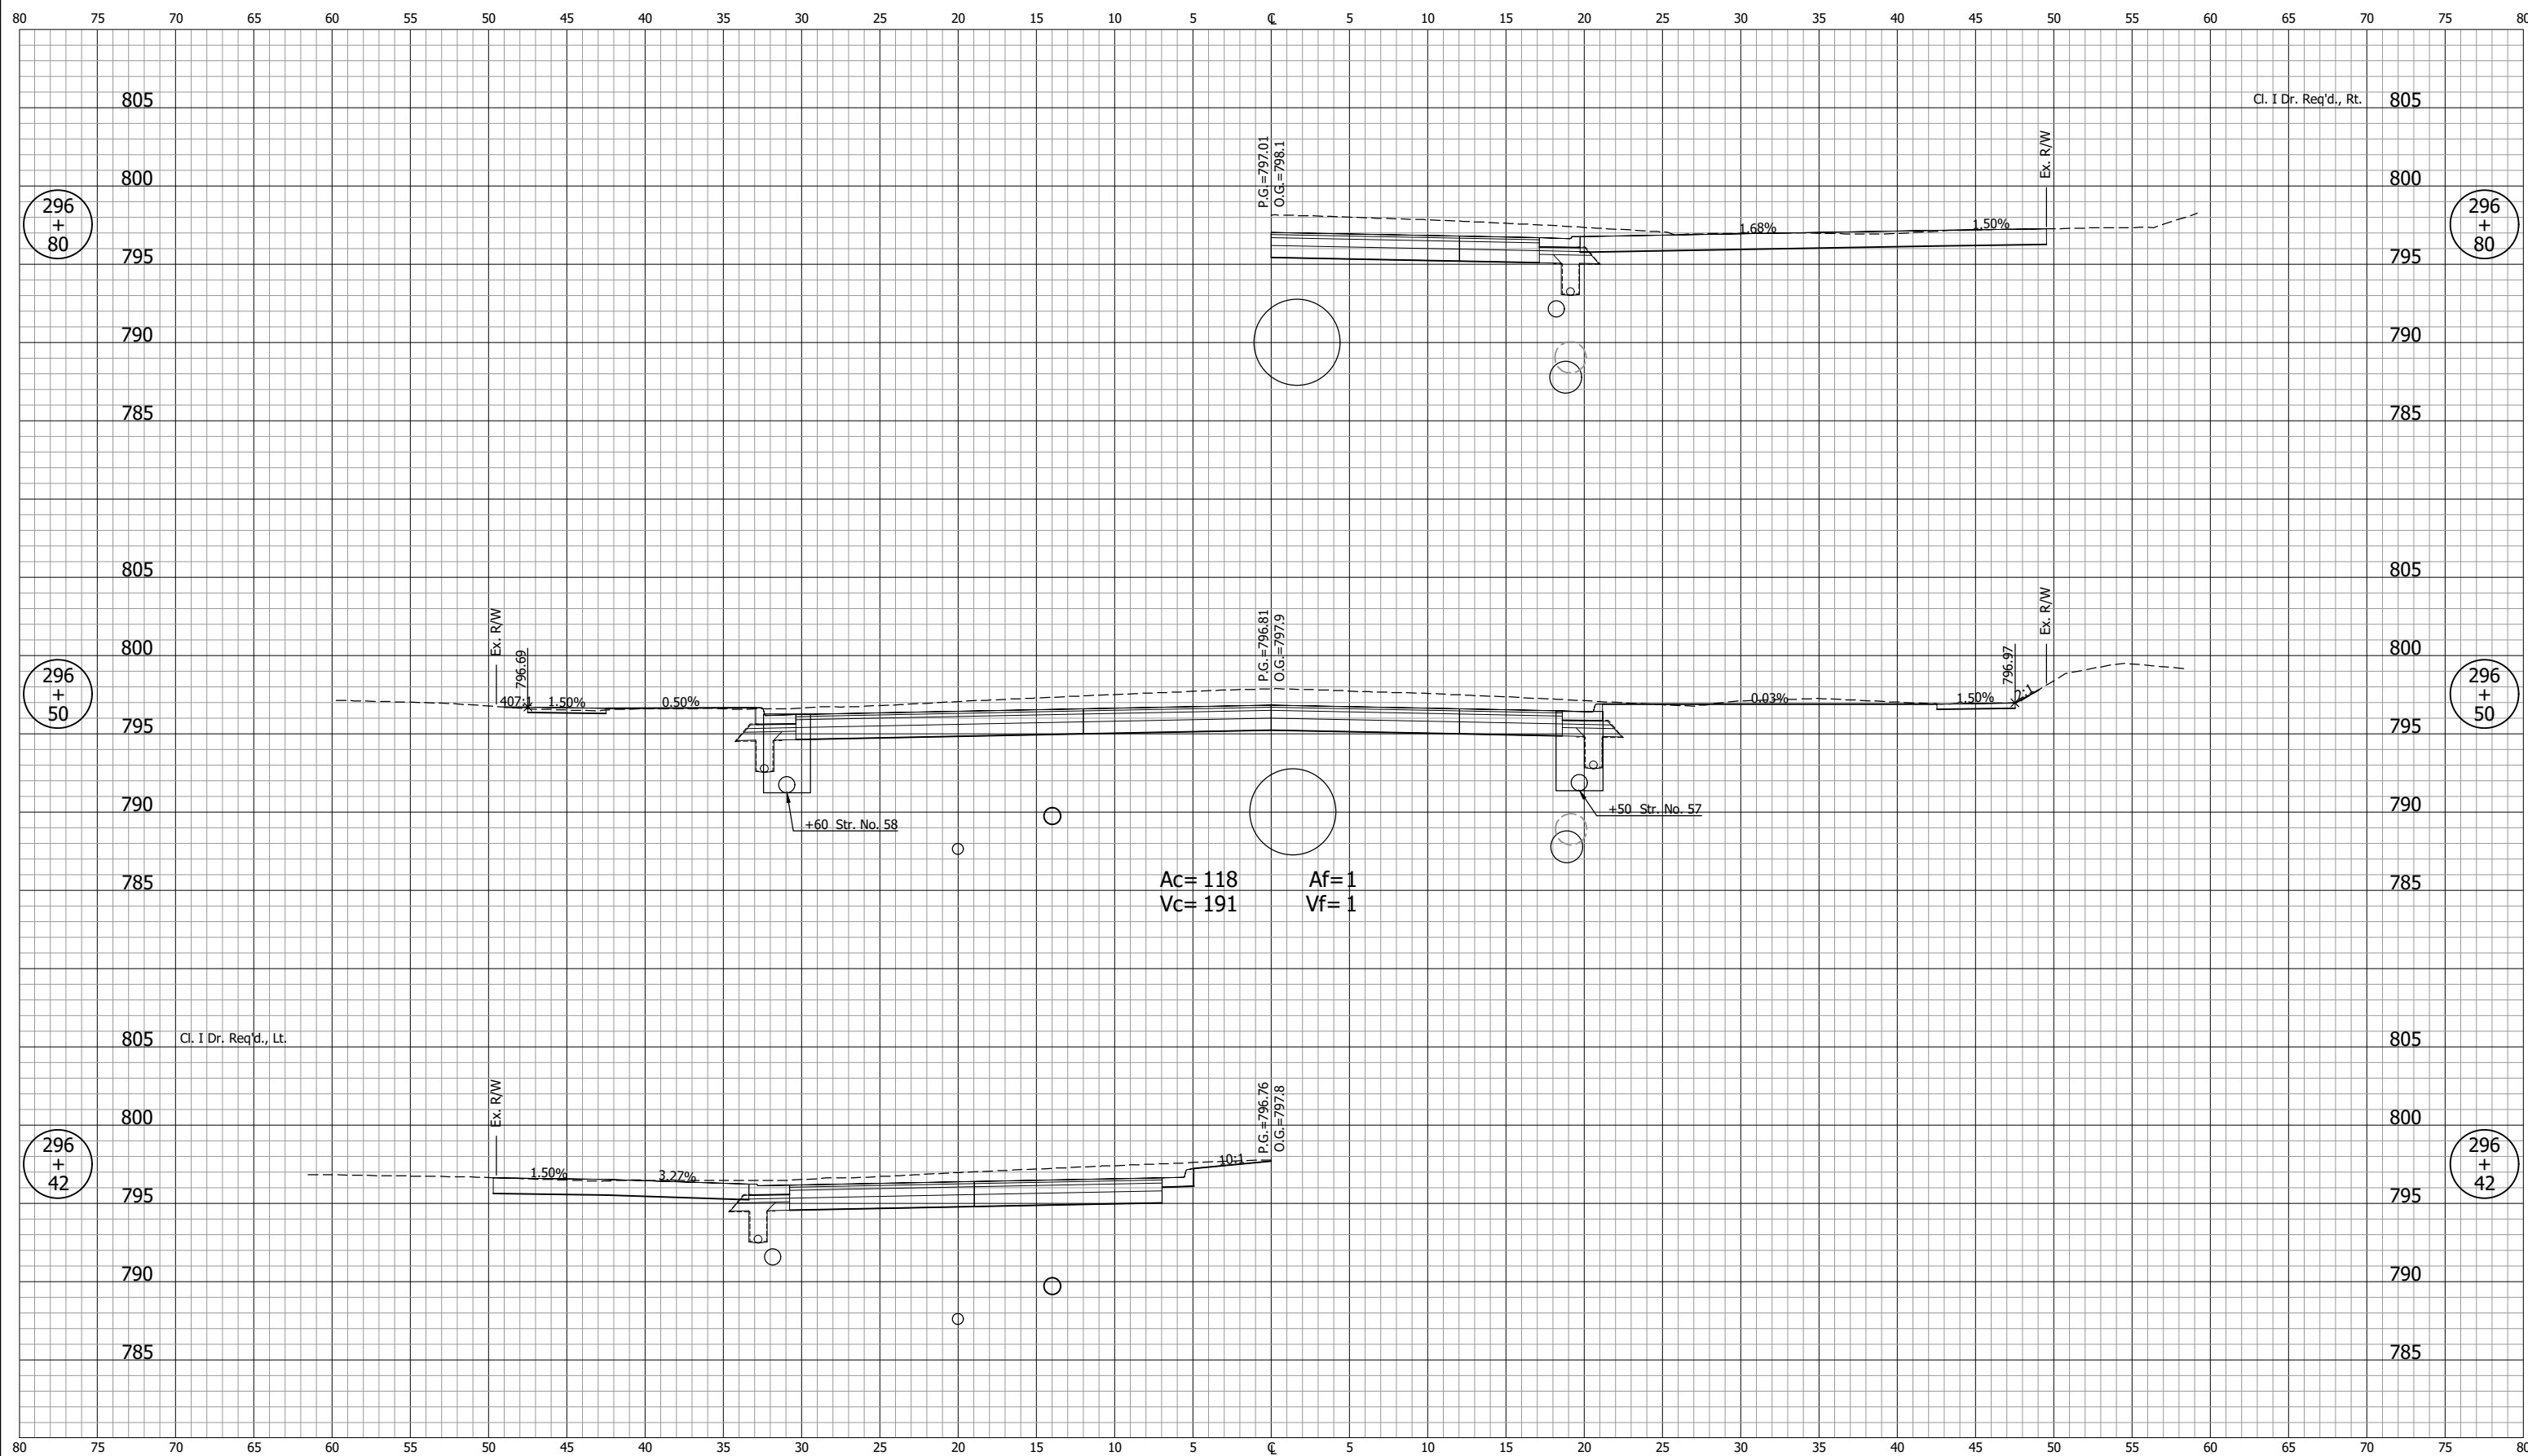 80 75 70 65 60 55 50 45 40 35 30 25 20 15 10 5 ℄ 5 10 15 20 25 30 35 40 45 50 55 60 65 70 75 80
805 Cl. I Dr. Req'd., Rt. 805
P.G.=797.01
O.G.=798.1
Ex. R/W
800 800
296
+
80
296
+
80
1.68% 1.50%
795 795
790 790
785 785
805 805
Ex. R/W
796.69
P.G.=796.81
O.G.=797.9
796.97
Ex. R/W
800 800
296
+
50
296
+
50
407:1 1.50% 0.50% 0.03% 1.50% 2:1
795 795
790 790
+60 Str. No. 58
+50 Str. No. 57
785 785
Ac= 118 Af=1
Vc= 191 Vf= 1
805 Cl. I Dr. Req'd., Lt. 805
Ex. R/W
P.G.=796.76
O.G.=797.8
800 800
296
+
42
296
+
42
1.50% 3.27% 10:1
795 795
790 790
785 785
80 75 70 65 60 55 50 45 40 35 30 25 20 15 10 5 ℄ 5 10 15 20 25 30 35 40 45 50 55 60 65 70 75 80